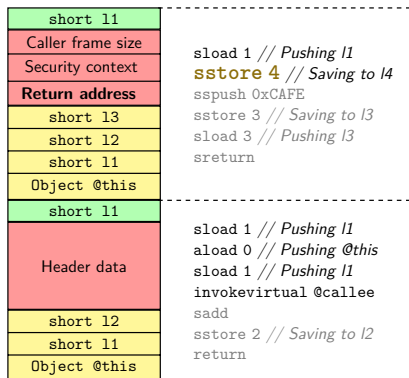 short l1
Caller frame size
Security context
Return address
short l3
short l2
short l1
Object @this
short l1
Header data
short l2
short l1
Object @this
sload 1 // Pushing l1
sstore 4 // Saving to l4
sspush 0xCAFE
sstore 3 // Saving to l3
sload 3 // Pushing l3
sreturn
sload 1 // Pushing l1
aload 0 // Pushing @this
sload 1 // Pushing l1
invokevirtual @callee
sadd
sstore 2 // Saving to l2
return